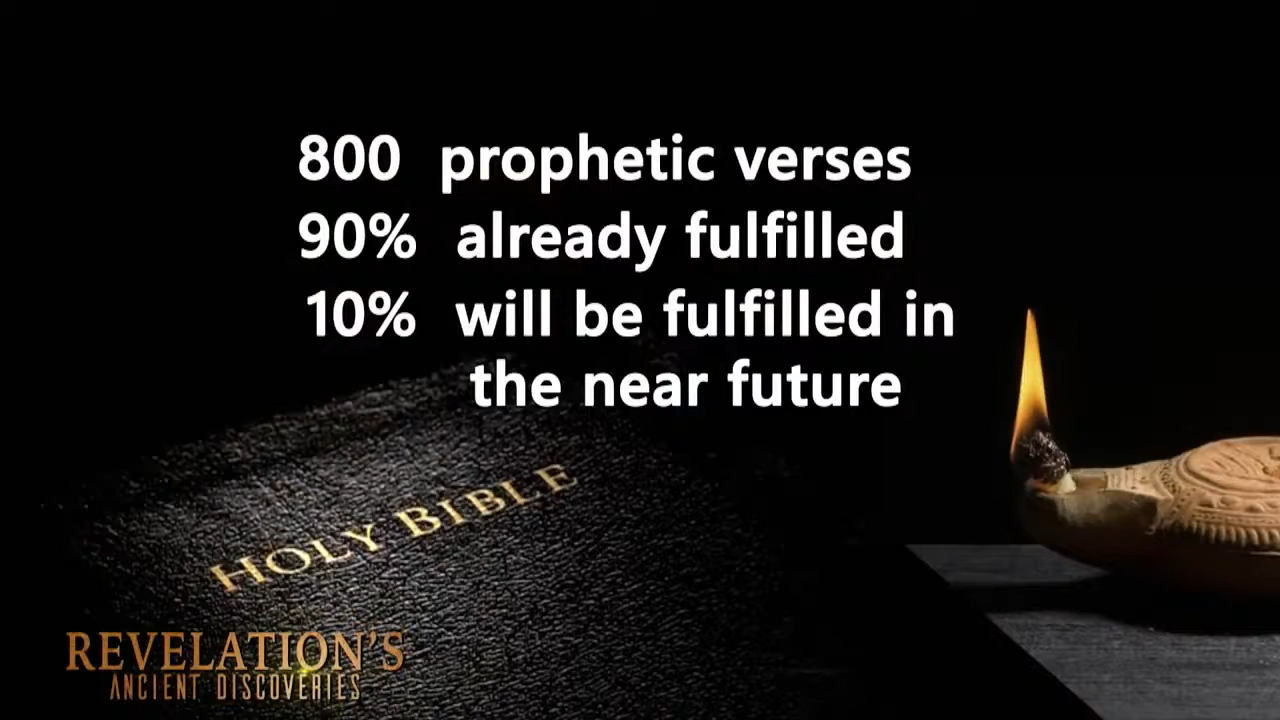 800 prophetic verses
90% already fulfilled
10% will be fulfilled in
the near future
HOLY BIBLE
REVELATION'S
ANCIENT DISCOVERIES